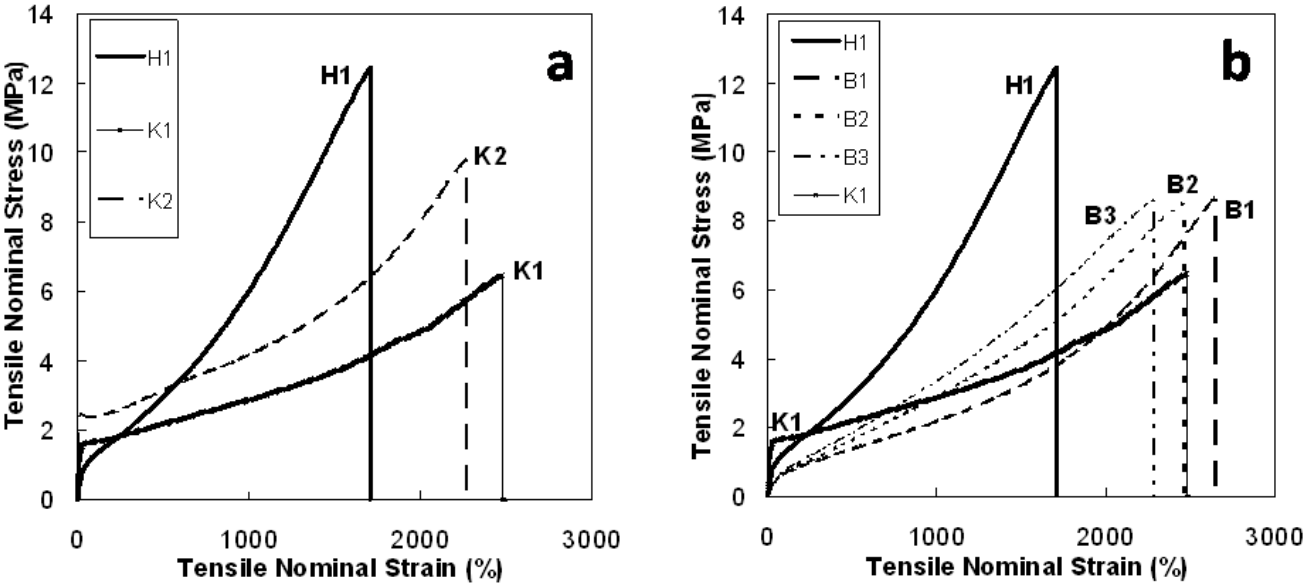 14
12
10
8
6
4
2
0
Tensile Nominal Stress (MPa)
H1
K1
K2
H1
a
K2
K1
0 1000 2000 3000
Tensile Nominal Strain (%)
14
12
10
8
6
4
2
0
Tensile Nominal Stress (MPa)
H1
B1
B2
B3
K1
H1
b
B2
B3
B1
K1
0 1000 2000 3000
Tensile Nominal Strain (%)